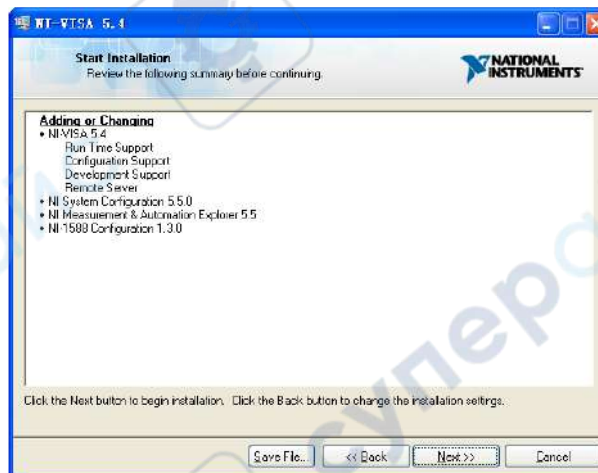 NI-VISA 5.4
Start Installation
Review the following summary before continuing.
NATIONAL
INSTRUMENTS
Adding or Changing
• NI-VISA 5.4
Run Time Support
Configuration Support
Development Support
Remote Server
• NI System Configuration 5.5.0
• NI Measurement & Automation Explorer 5.5
• NI-1588 Configuration 1.3.0
Click the Next button to begin installation. Click the Back button to change the installation settings.
Save File...
<< Back
Next >>
Cancel
супер